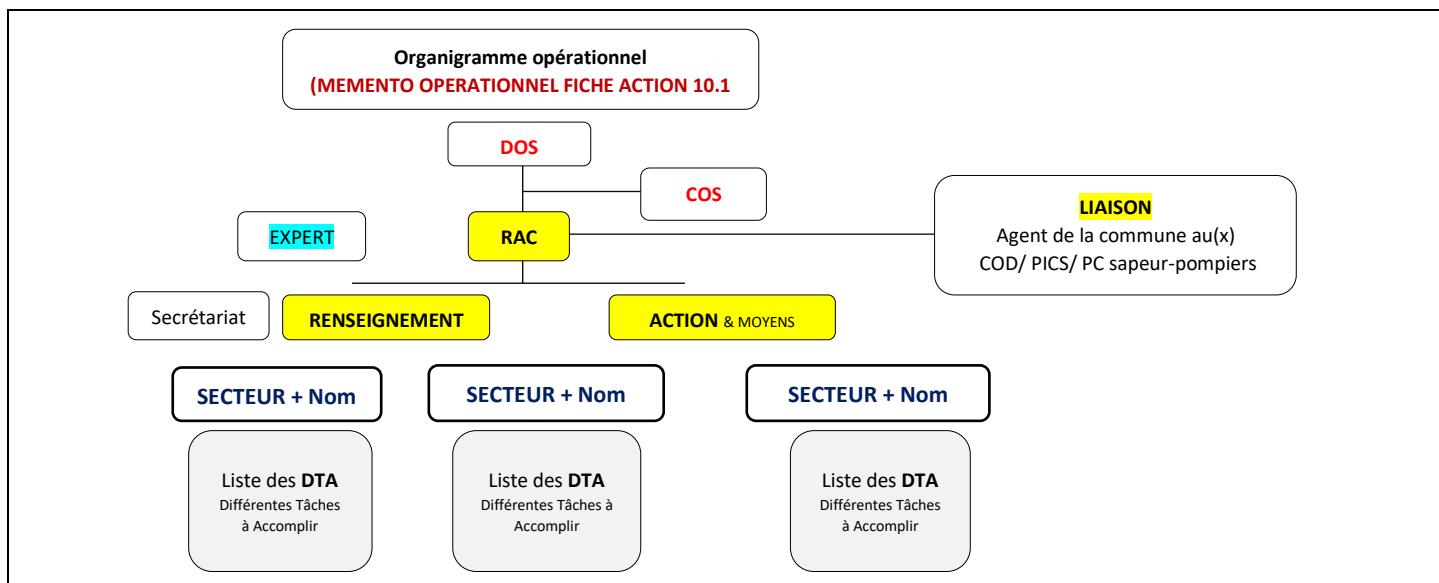 Organigramme opérationnel
(MEMENTO OPERATIONNEL FICHE ACTION 10.1
DOS
COS
EXPERT
RAC
LIAISON
Agent de la commune au(x)
COD/ PICS/ PC sapeur-pompiers
Secrétariat
RENSEIGNEMENT
ACTION & MOYENS
SECTEUR + Nom
SECTEUR + Nom
SECTEUR + Nom
Liste des DTA
Différentes Tâches
à Accomplir
Liste des DTA
Différentes Tâches à
Accomplir
Liste des DTA
Différentes Tâches
à Accomplir